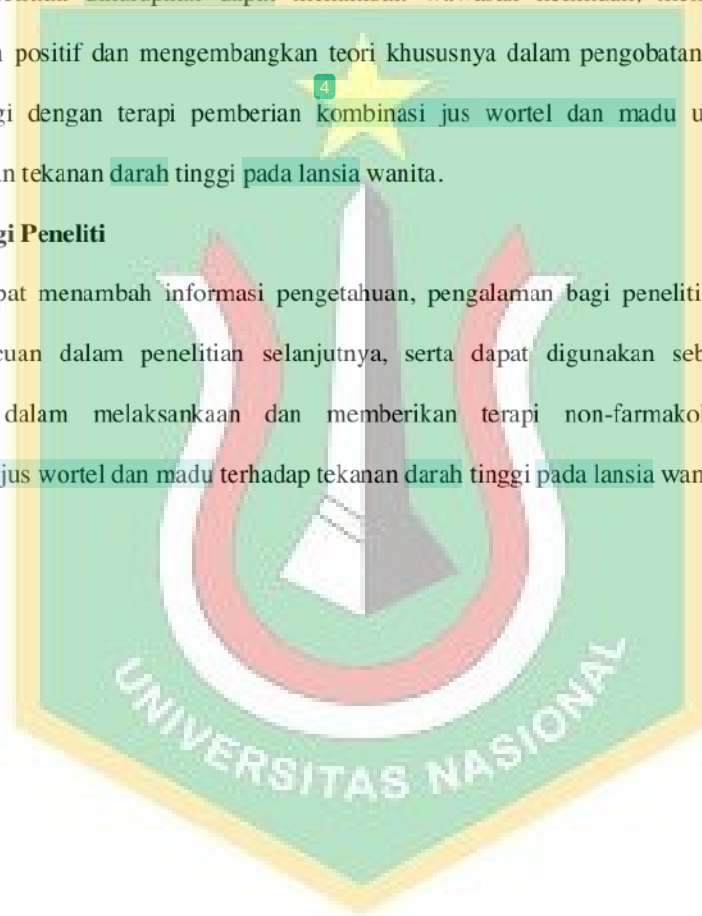 positif dan mengembangkan teori khususnya dalam pengobatan
4
gi dengan terapi pemberian kombinasi jus wortel dan madu u
n tekanan darah tinggi pada lansia wanita.
gi Peneliti
pat menambah informasi pengetahuan, pengalaman bagi peneliti
cuan dalam penelitian selanjutnya, serta dapat digunakan seb
dalam melaksankaan dan memberikan terapi non-farmakol
jus wortel dan madu terhadap tekanan darah tinggi pada lansia wan
UNIVERSITAS NASIONAL